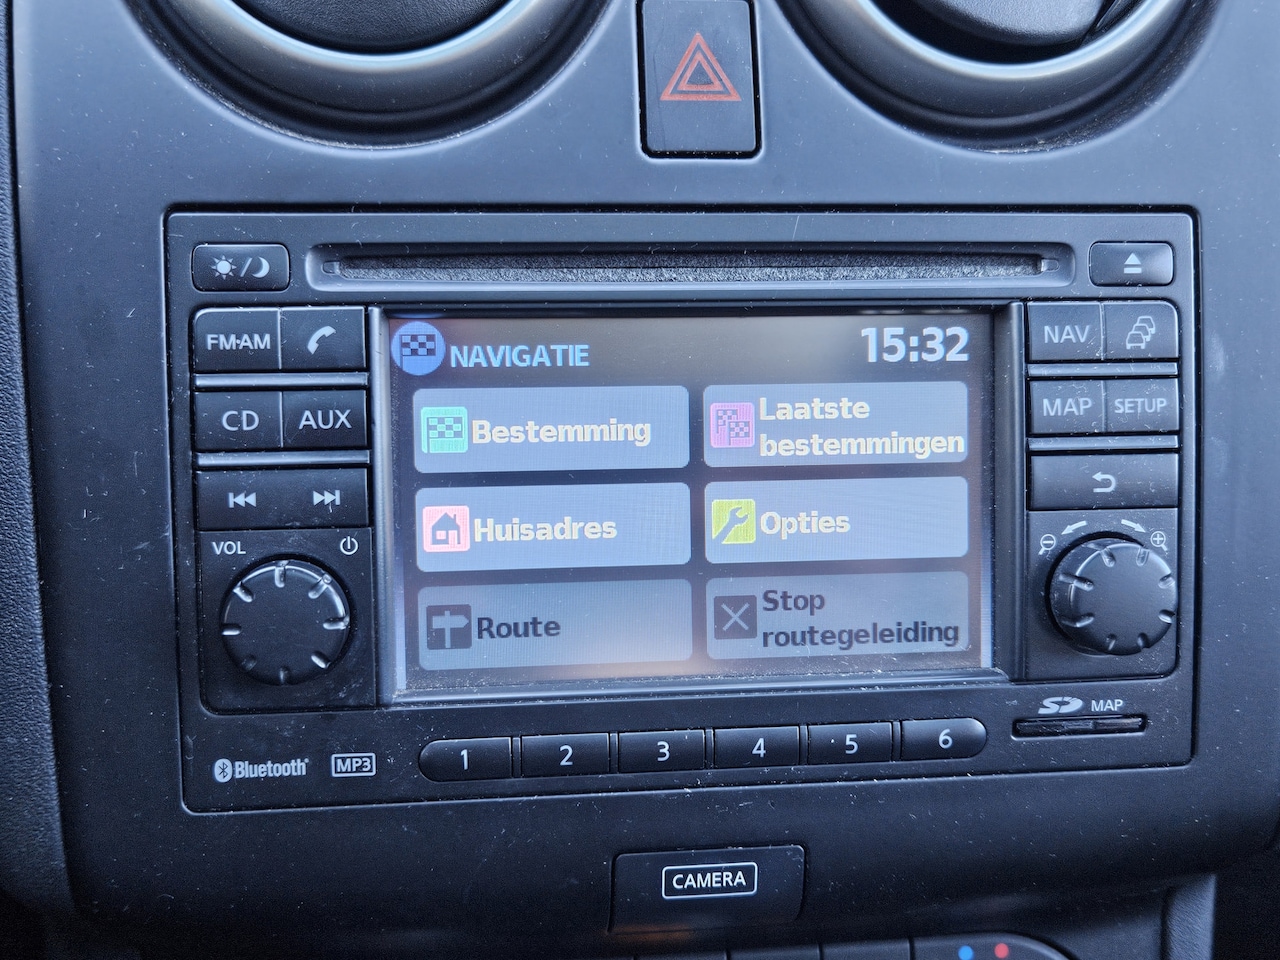 FM·AM
CD
AUX
VOL
NAVIGATIE
15:32
Bestemming
Laatste
bestemmingen
Huisadres
Opties
Route
Stop
routegeleiding
NAV
MAP
SETUP
SD MAP
Bluetooth
MP3
1
2
3
4
5
6
CAMERA